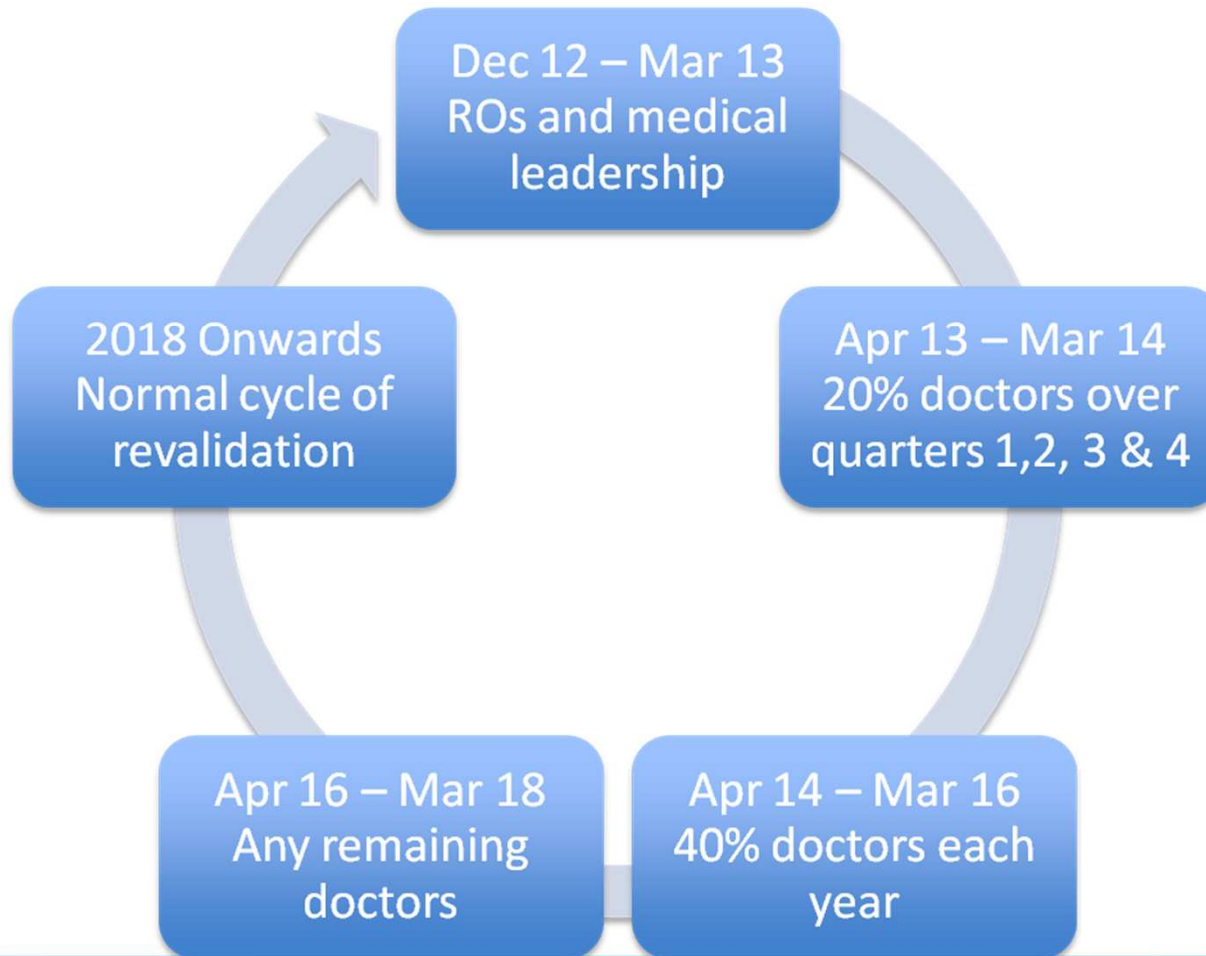 Dec 12 – Mar 13
ROs and medical
leadership
Apr 13 – Mar 14
20% doctors over
quarters 1,2, 3 & 4
Apr 14 – Mar 16
40% doctors each
year
Apr 16 – Mar 18
Any remaining
doctors
2018 Onwards
Normal cycle of
revalidation